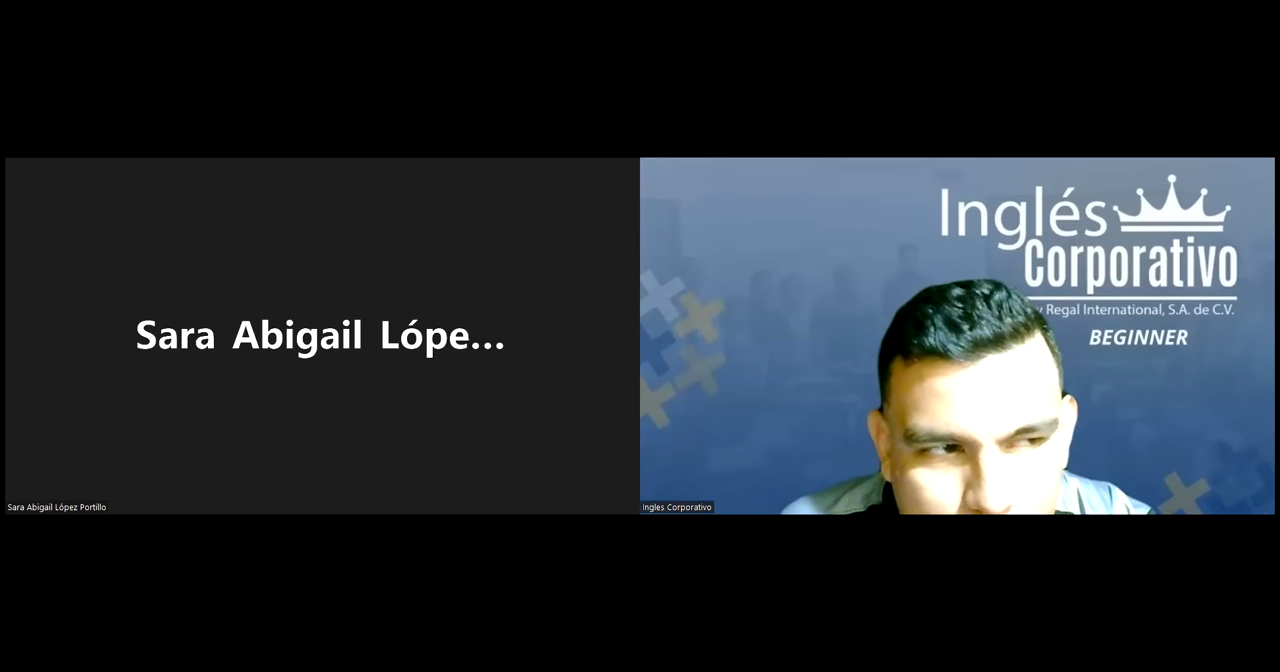 Sara Abigail Lópe...
Sara Abigail López Portillo
Inglés
Corporativo
y Regal International, S.A. de C.V.
BEGINNER
Ingles Corporativo